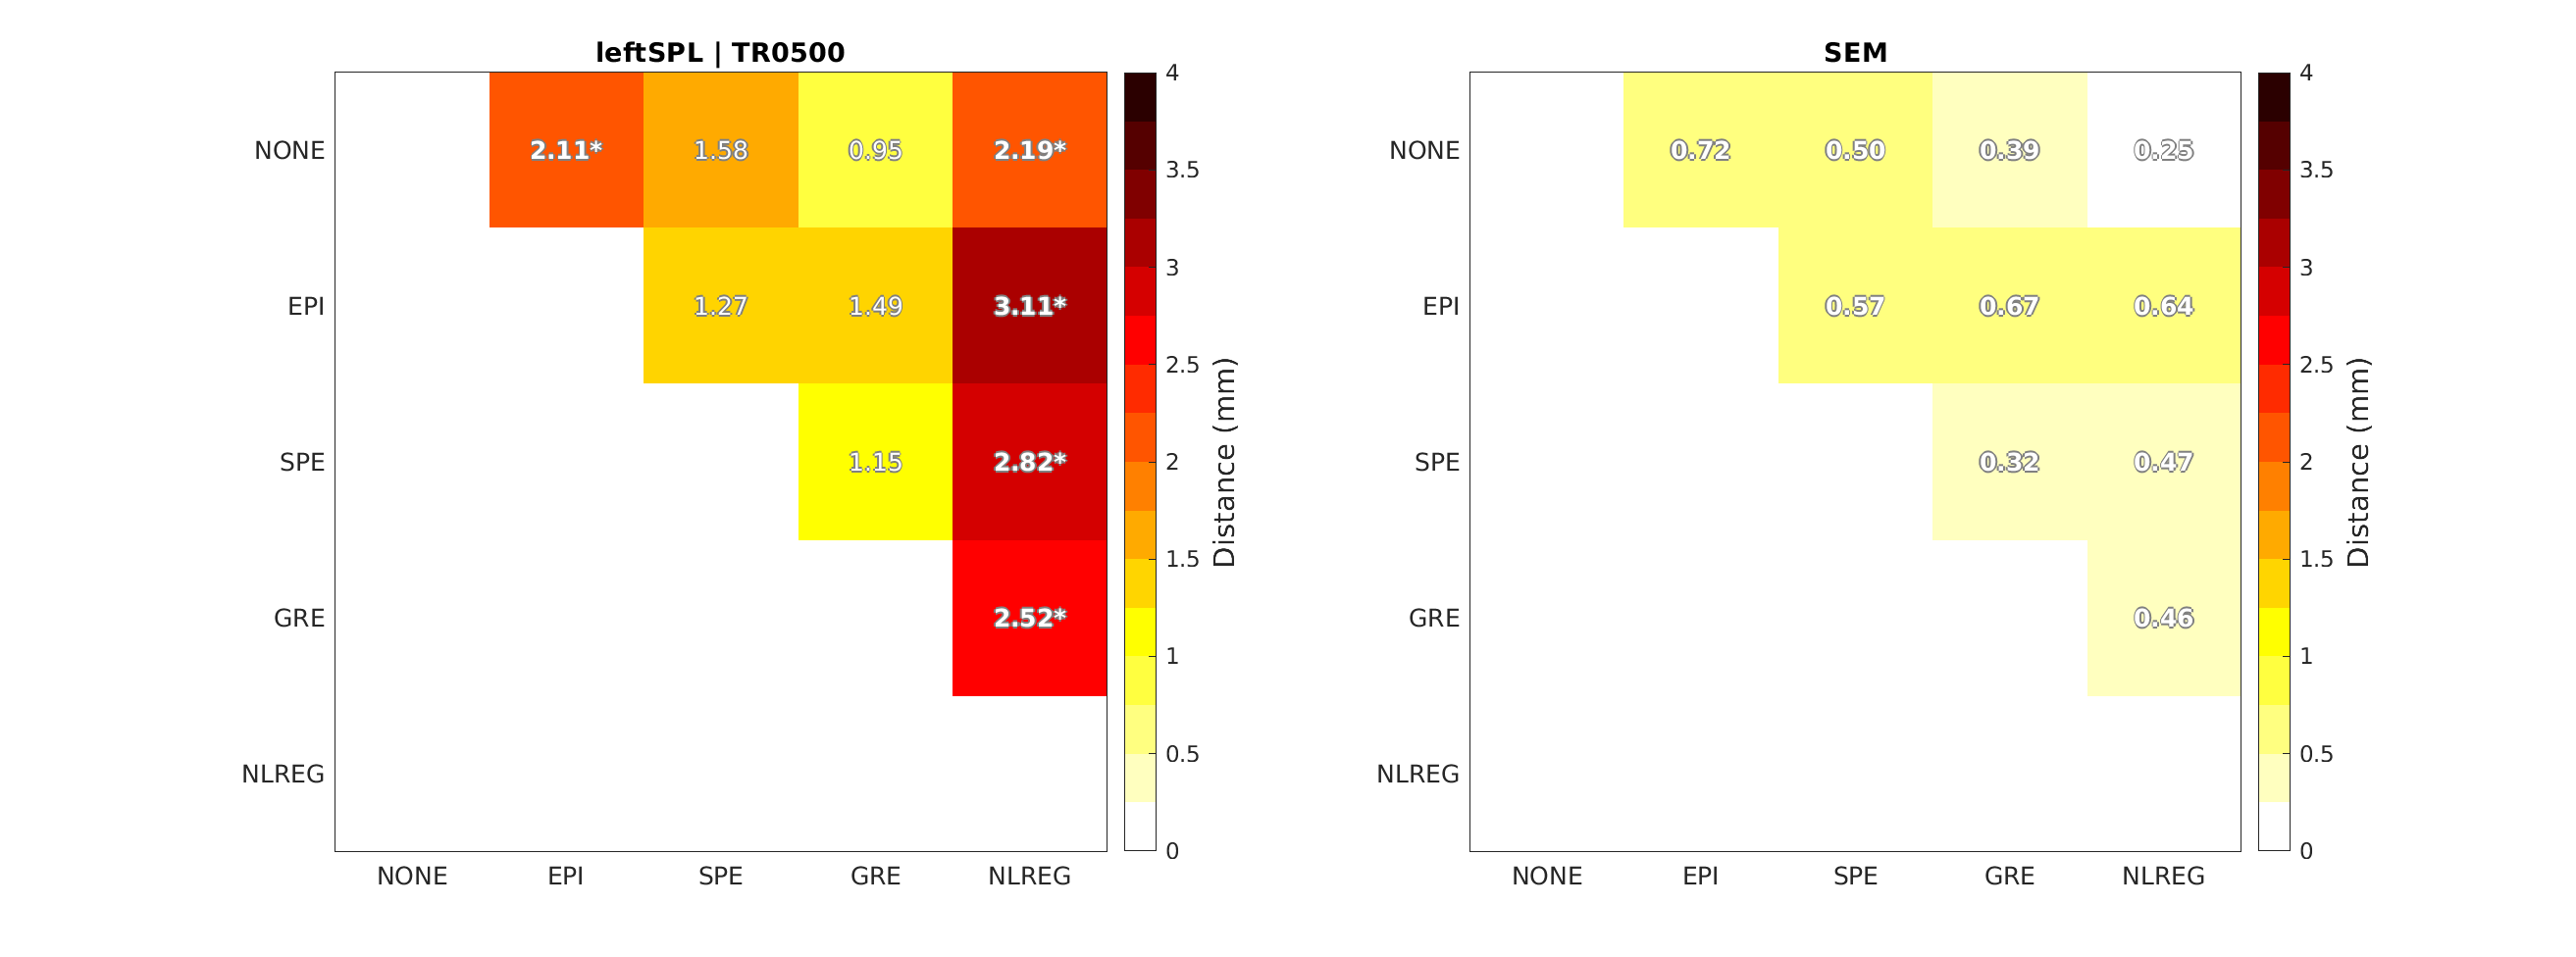 leftSPL | TR0500
NONE
EPI
SPE
GRE
NLREG
2.11*
1.58
0.95
2.19*
1.27
1.49
3.11*
1.15
2.82*
2.52*
NONE
EPI
SPE
GRE
NLREG
4
3.5
3
2.5
2
1.5
1
0.5
0
Distance (mm)
SEM
NONE
EPI
SPE
GRE
NLREG
0.72
0.50
0.39
0.25
0.57
0.67
0.64
0.32
0.47
0.46
NONE
EPI
SPE
GRE
NLREG
4
3.5
3
2.5
2
1.5
1
0.5
0
Distance (mm)